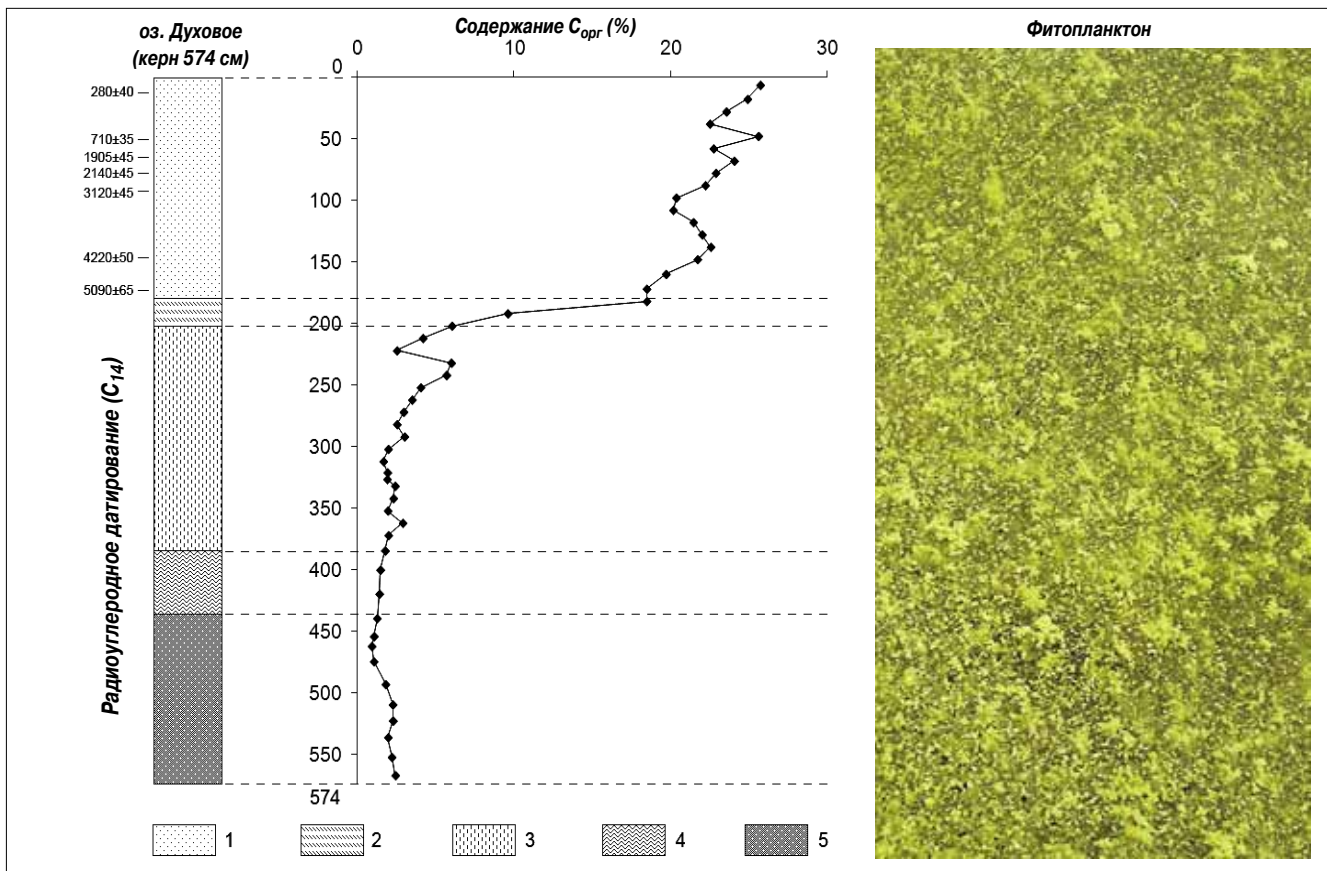 оз. Духовое
(керн 574 см)
Содержание Cорг (%)
Фитопланктон
0 10 20 30
0
50
100
150
200
250
300
350
400
450
500
550
574
280±40
710±35
1905±45
2140±45
3120±45
4220±50
5090±65
Радиоуглеродное датирование (C14)
1 2 3 4 5